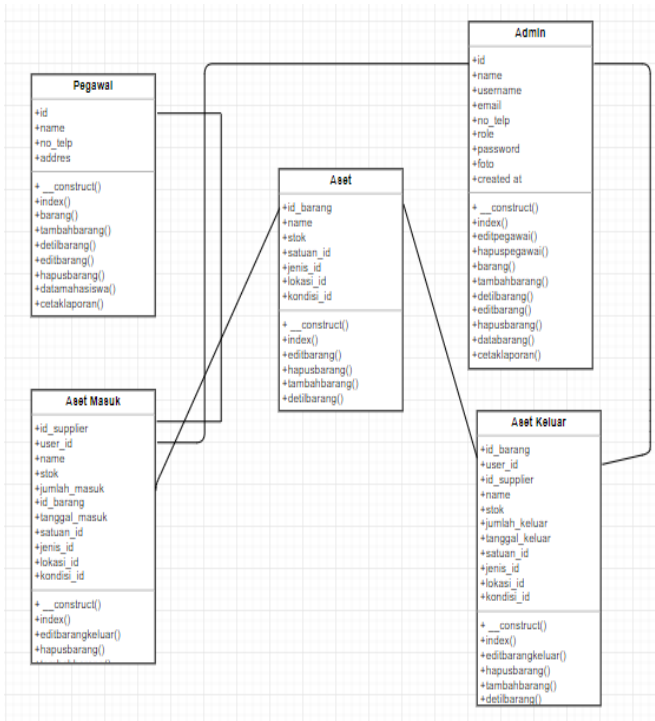 Pegawai
+id
+name
+no_telp
+addres
+ __construct()
+index()
+barang()
+tambahbarang()
+detilbarang()
+editbarang()
+hapusbarang()
+datamahasiswa()
+cetaklaporan()
Admin
+id
+name
+username
+email
+no_telp
+role
+password
+foto
+created at
+ __construct()
+index()
+editpegawai()
+hapuspegawai()
+barang()
+tambahbarang()
+detilbarang()
+editbarang()
+hapusbarang()
+databarang()
+cetaklaporan()
Aset
+id_barang
+name
+stok
+satuan_id
+jenis_id
+lokasi_id
+kondisi_id
+ __construct()
+index()
+editbarang()
+hapusbarang()
+tambahbarang()
+detilbarang()
Aset Masuk
+id_supplier
+user_id
+name
+stok
+jumlah_masuk
+id_barang
+tanggal_masuk
+satuan_id
+jenis_id
+lokasi_id
+kondisi_id
+ __construct()
+index()
+editbarangkeluar()
+hapusbarang()
Aset Keluar
+id_barang
+user_id
+id_supplier
+name
+stok
+jumlah_keluar
+tanggal_keluar
+satuan_id
+jenis_id
+lokasi_id
+kondisi_id
+ __construct()
+index()
+editbarangkeluar()
+hapusbarang()
+tambahbarang()
+detilbarang()